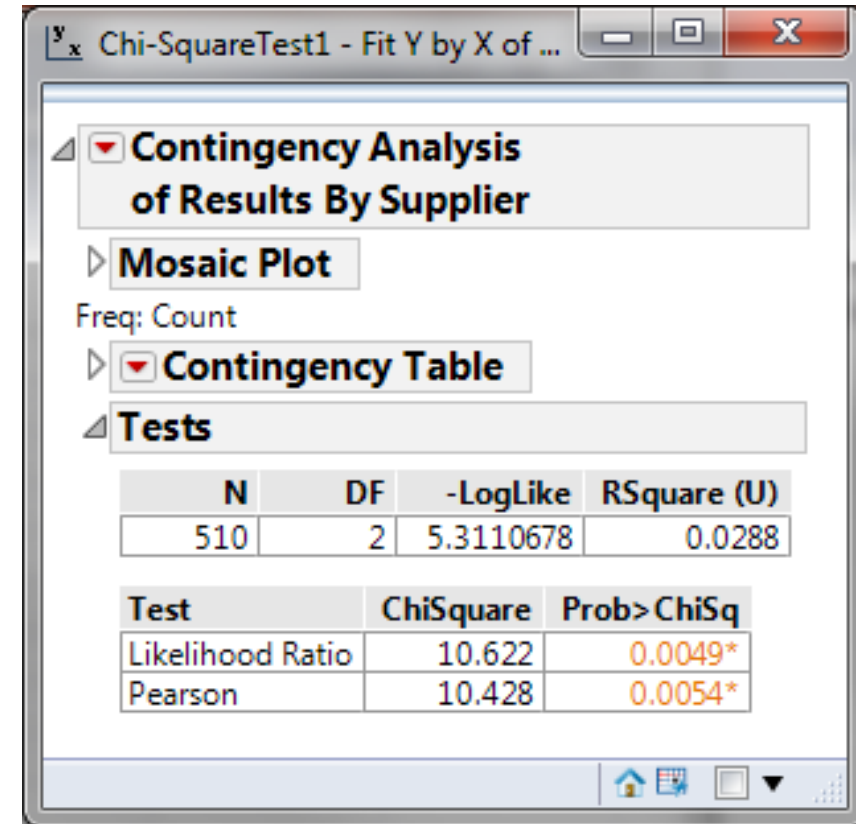 y x Chi-SquareTest1 - Fit Y by X of ...
Contingency Analysis
of Results By Supplier
Mosaic Plot
Freq: Count
Contingency Table
Tests
N DF -LogLike RSquare (U)
510 2 5.3110678 0.0288
Test ChiSquare Prob>ChiSq
Likelihood Ratio 10.622 0.0049*
Pearson 10.428 0.0054*